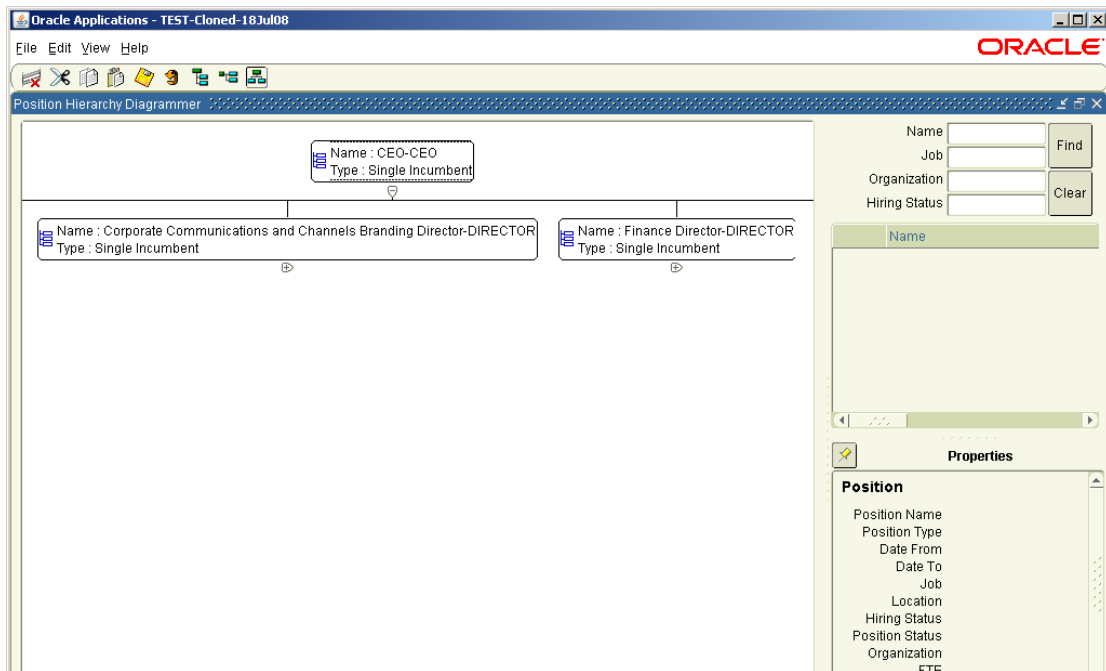 Oracle Applications - TEST-Cloned-18Jul08
File Edit View Help
ORACLE
Position Hierarchy Diagrammer
Name : CEO-CEO
Type : Single Incumbent
Name : Corporate Communications and Channels Branding Director-DIRECTOR
Type : Single Incumbent
Name : Finance Director-DIRECTOR
Type : Single Incumbent
Name
Find
Job
Organization
Clear
Hiring Status
Name
Properties
Position
Position Name
Position Type
Date From
Date To
Job
Location
Hiring Status
Position Status
Organization
FTE